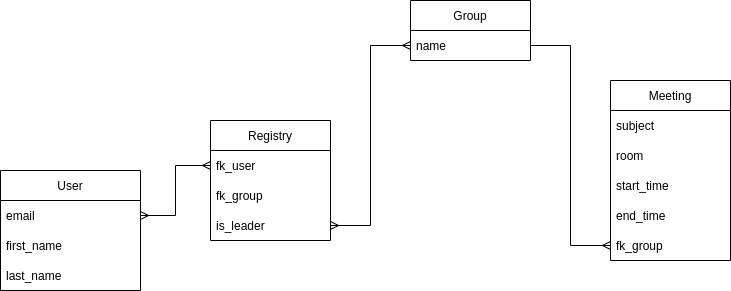 Group
name
Meeting
subject
room
start_time
end_time
fk_group
Registry
fk_user
fk_group
is_leader
User
email
first_name
last_name